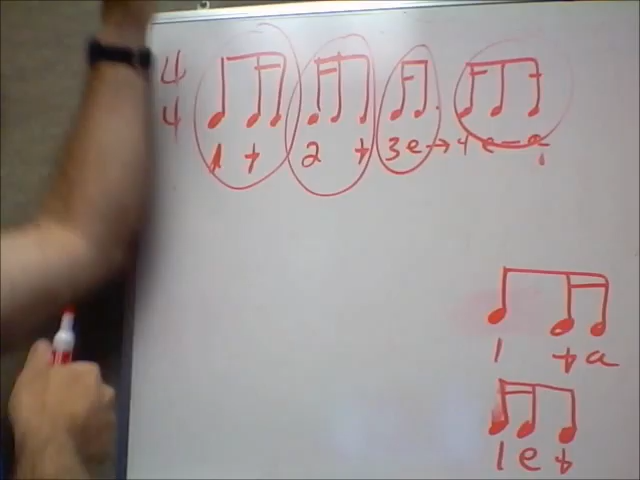 4
4
1 + 2 + 3 e → 4 e - a
1 + a
1 e +